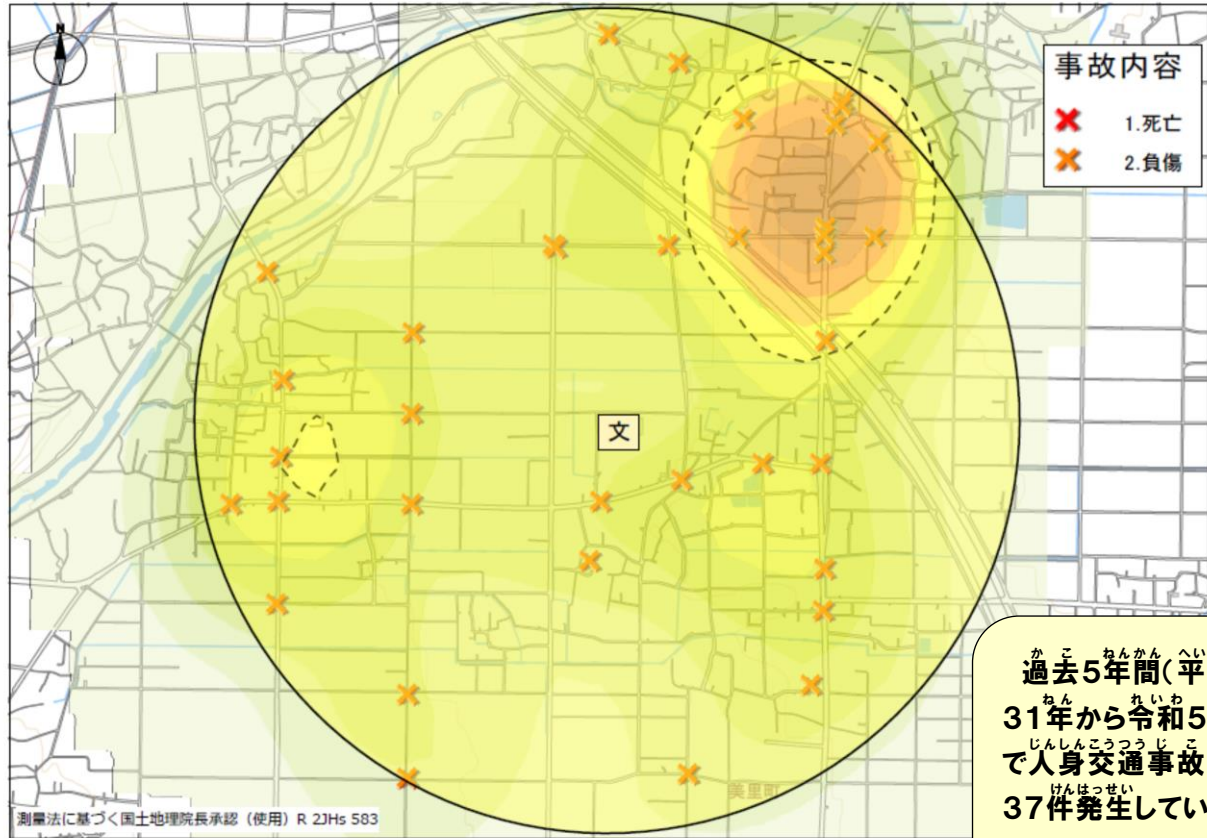 N
事故内容
1.死亡
2.負傷
文
過去5年間(平
31年から令和5
で人身交通事故
37件発生してい
美里町
測量法に基づく国土地理院長承認（使用）R 2JHs 583